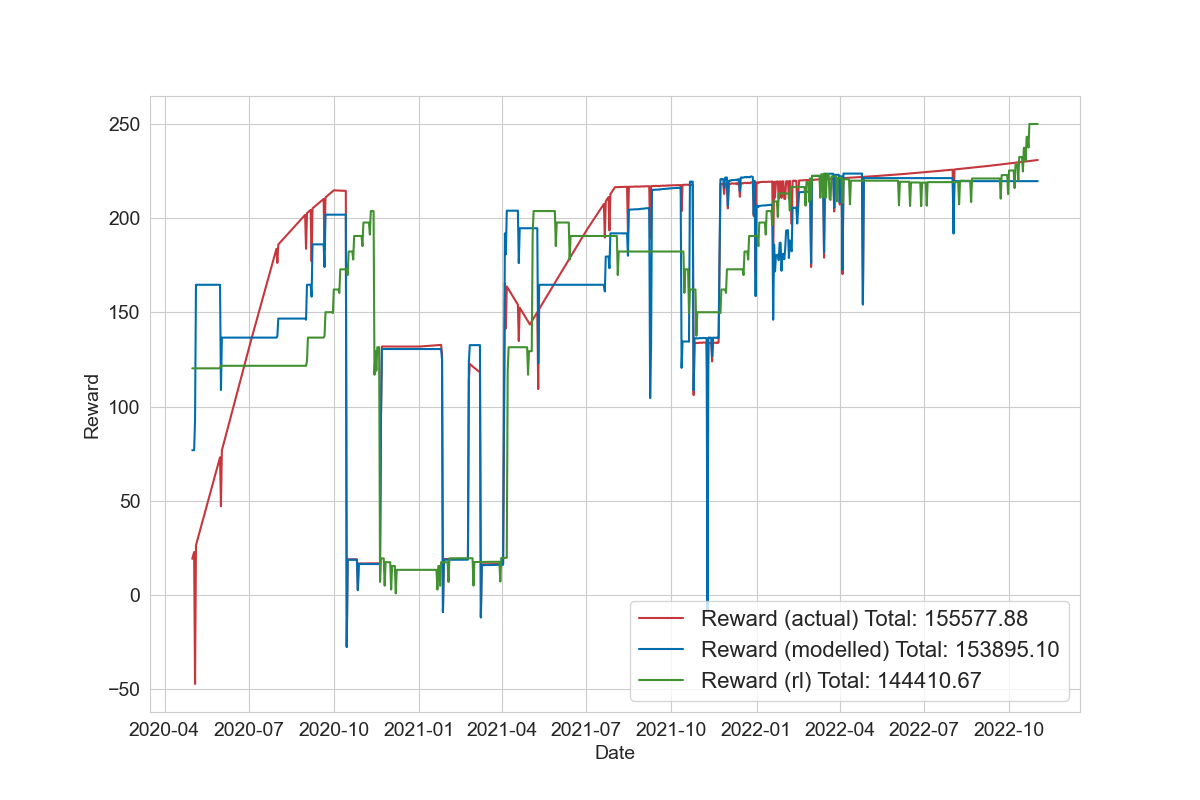 250
200
150
100
50
0
−50
Reward
Reward (actual) Total: 155577.88
Reward (modelled) Total: 153895.10
Reward (rl) Total: 144410.67
2020-04 2020-07 2020-10 2021-01 2021-04 2021-07 2021-10 2022-01 2022-04 2022-07 2022-10
Date